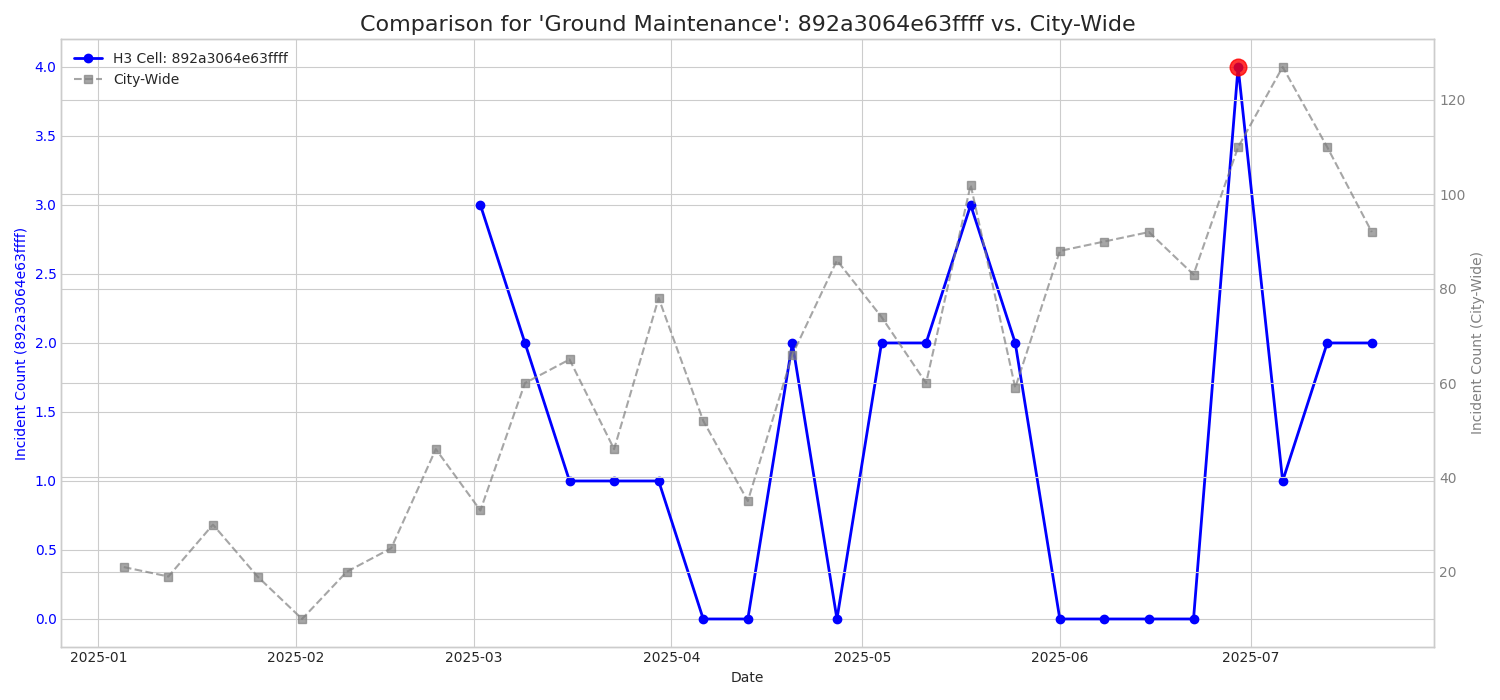 Comparison for 'Ground Maintenance': 892a3064e63ffff vs. City-Wide
H3 Cell: 892a3064e63ffff
City-Wide
4.0
3.5
3.0
2.5
2.0
1.5
1.0
0.5
0.0
Incident Count (892a3064e63ffff)
120
100
80
60
40
20
Incident Count (City-Wide)
2025-01 2025-02 2025-03 2025-04 2025-05 2025-06 2025-07
Date